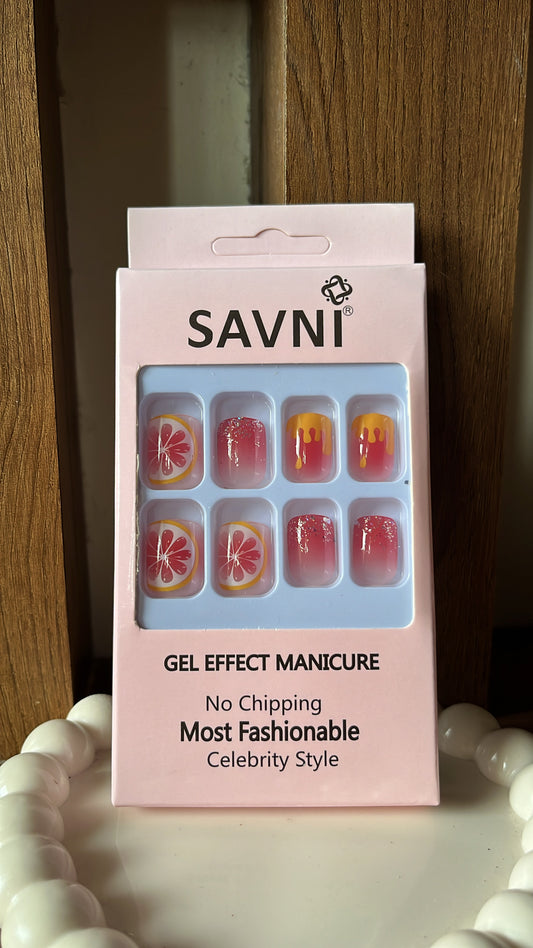 SAVNI®
GEL EFFECT MANICURE
No Chipping
Most Fashionable
Celebrity Style